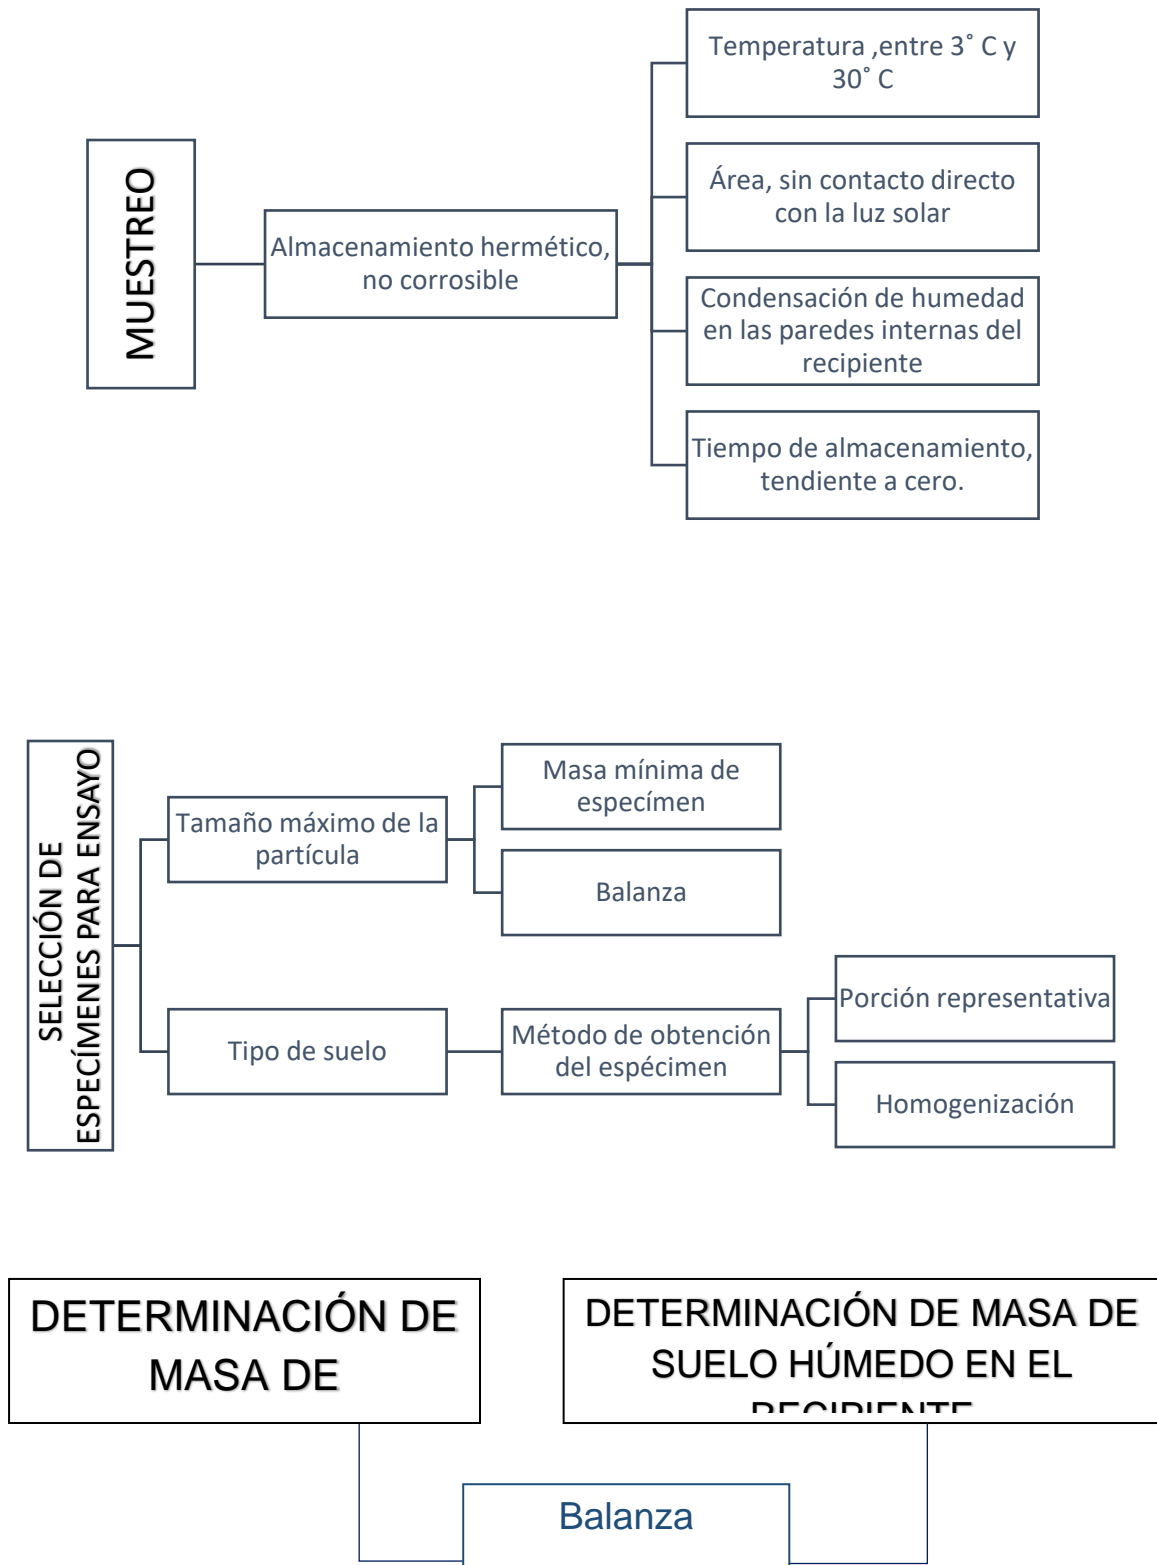 Temperatura ,entre 3° C y
30° C
MUESTREO
Almacenamiento hermético,
no corrosible
Área, sin contacto directo
con la luz solar
Condensación de humedad
en las paredes internas del
recipiente
Tiempo de almacenamiento,
tendiente a cero.
SELECCIÓN DE
ESPECÍMENES PARA ENSAYO
Tamaño máximo de la
partícula
Masa mínima de
especímen
Balanza
Tipo de suelo
Método de obtención
del espécimen
Porción representativa
Homogenización
DETERMINACIÓN DE
MASA DE
DETERMINACIÓN DE MASA DE
SUELO HÚMEDO EN EL
RECIPIENTE
Balanza